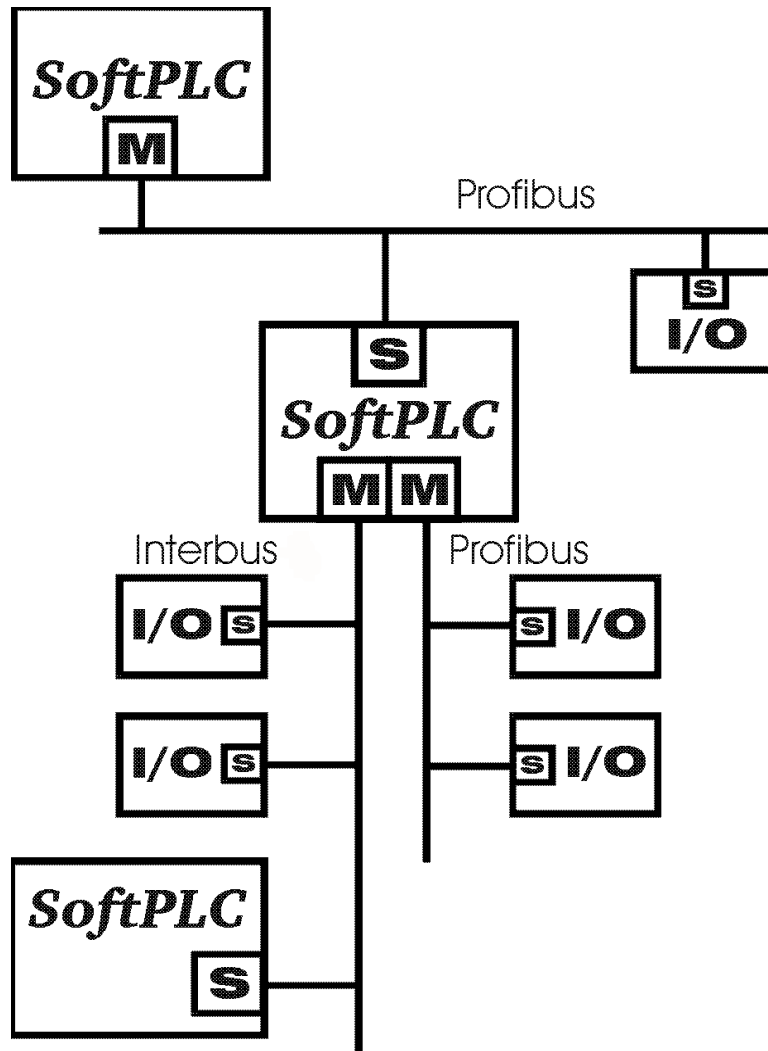 SoftPLC
M
Profibus
S
I/O
S
SoftPLC
M M
Interbus
Profibus
I/O S
S I/O
I/O S
S I/O
SoftPLC
S